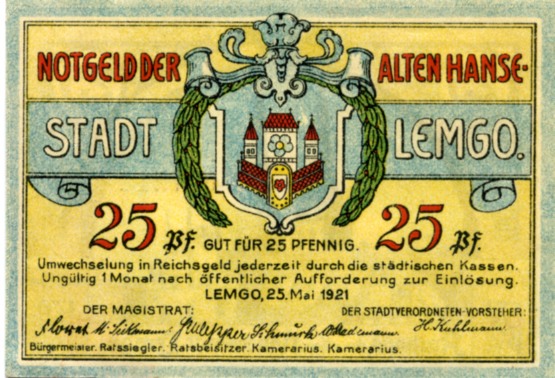 NOTGELD DER ALTEN HANSE-
STADT LEMGO.
25 Pf. GUT FÜR 25 PFENNIG. 25 Pf.
Umwechselung in Reichsgeld jederzeit durch die städtischen Kassen.
Ungültig 1 Monat nach öffentlicher Aufforderung zur Einlösung.
LEMGO, 25. Mai 1921
DER MAGISTRAT: DER STADTVERORDNETEN-VORSTEHER:
H. Kuhlmann
Bürgermeister. Ratssiegler. Ratsbeisitzer. Kamerarius. Kamerarius.